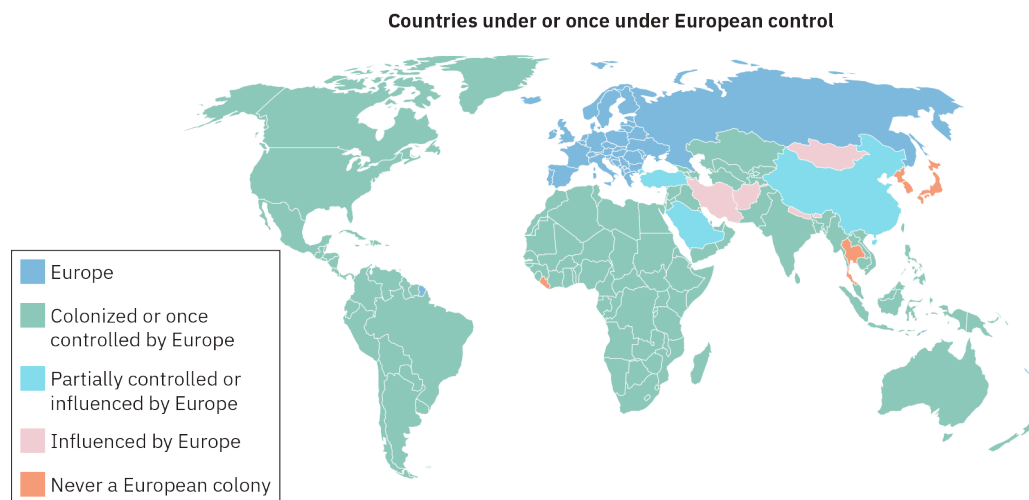 Countries under or once under European control
Europe
Colonized or once
controlled by Europe
Partially controlled or
influenced by Europe
Influenced by Europe
Never a European colony